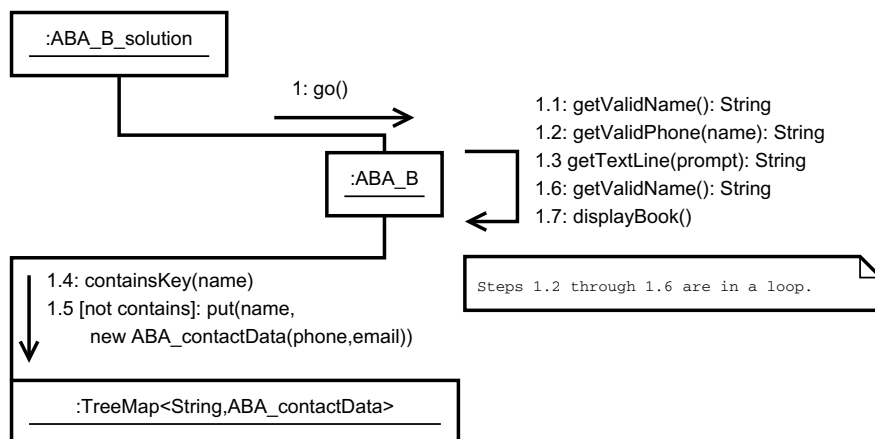 :ABA_B_solution
1: go()
1.1: getValidName(): String
1.2: getValidPhone(name): String
1.3 getTextLine(prompt): String
1.6: getValidName(): String
1.7: displayBook()
:ABA_B
Steps 1.2 through 1.6 are in a loop.
1.4: containsKey(name)
1.5 [not contains]: put(name,
new ABA_contactData(phone,email))
:TreeMap<String,ABA_contactData>